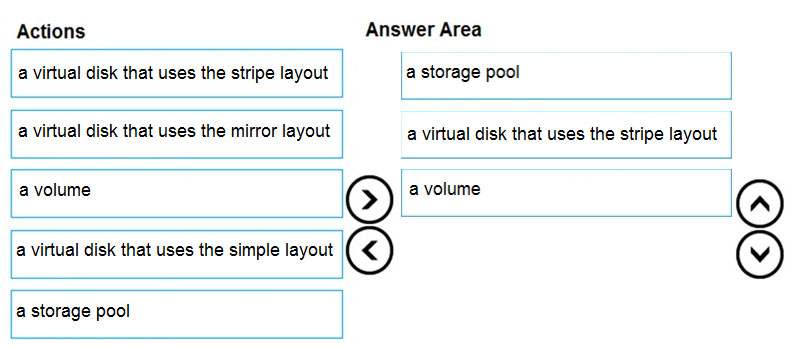 Actions
a virtual disk that uses the stripe layout
a virtual disk that uses the mirror layout
a volume
a virtual disk that uses the simple layout
a storage pool
Answer Area
a storage pool
a virtual disk that uses the stripe layout
a volume